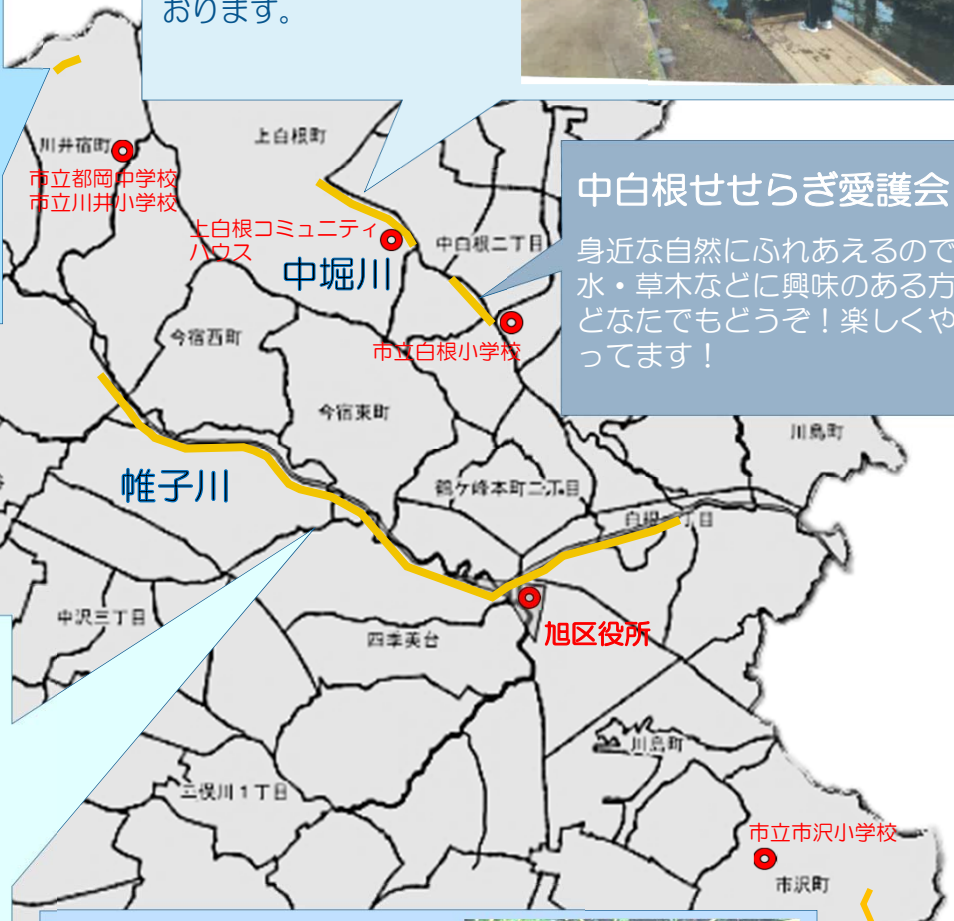 おります。
川井宿町
上白根町
市立都岡中学校
市立川井小学校
上白根コミュニティ
ハウス
中白根二丁目
中堀川
中白根せせらぎ愛護会
身近な自然にふれあえるので
水・草木などに興味のある方
どなたでもどうぞ！楽しくや
ってます！
今宿西町
市立白根小学校
今宿東町
川島町
帷子川
鶴ケ峰本町二丁目
白根一丁目
中沢三丁目
四季美台
旭区役所
川島町
二俣川1丁目
市立市沢小学校
市沢町